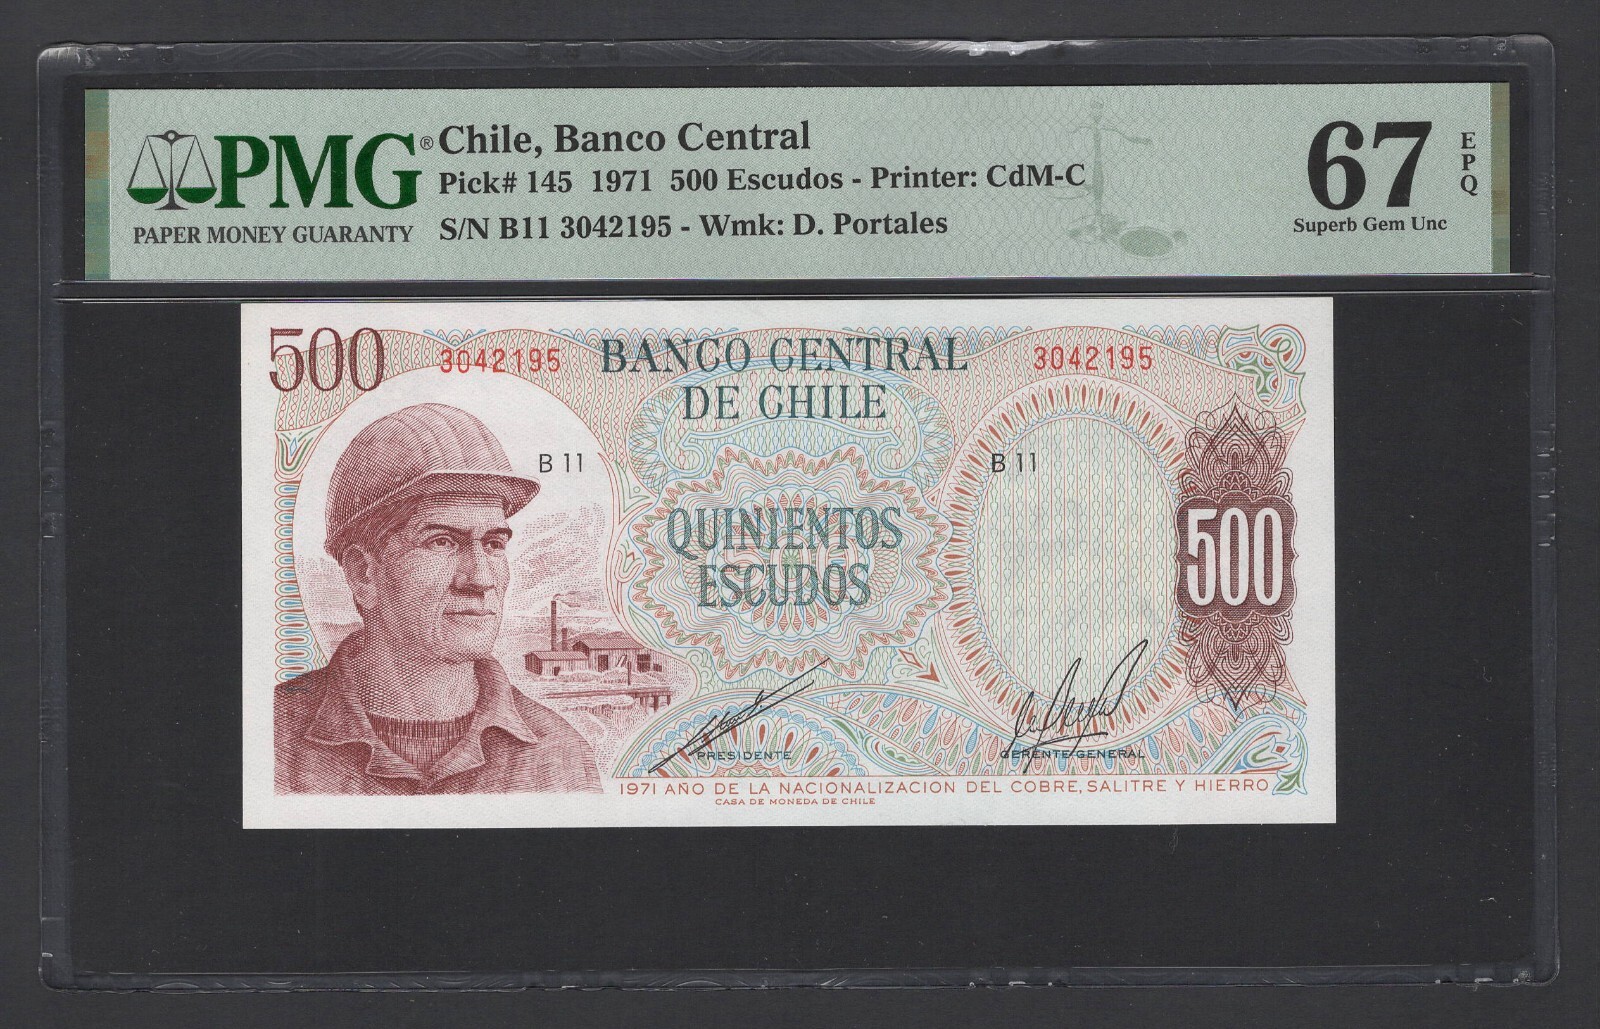 PMG®
PAPER MONEY GUARANTY
Chile, Banco Central
Pick# 145 1971 500 Escudos - Printer: CdM-C
S/N B11 3042195 - Wmk: D. Portales
67
EPQ
Superb Gem Unc
500
3042195
BANCO CENTRAL
DE CHILE
3042195
B 11
B 11
QUINIENTOS
ESCUDOS
500
PRESIDENTE
GERENTE GENERAL
1971 AÑO DE LA NACIONALIZACION DEL COBRE, SALITRE Y HIERRO
CASA DE MONEDA DE CHILE